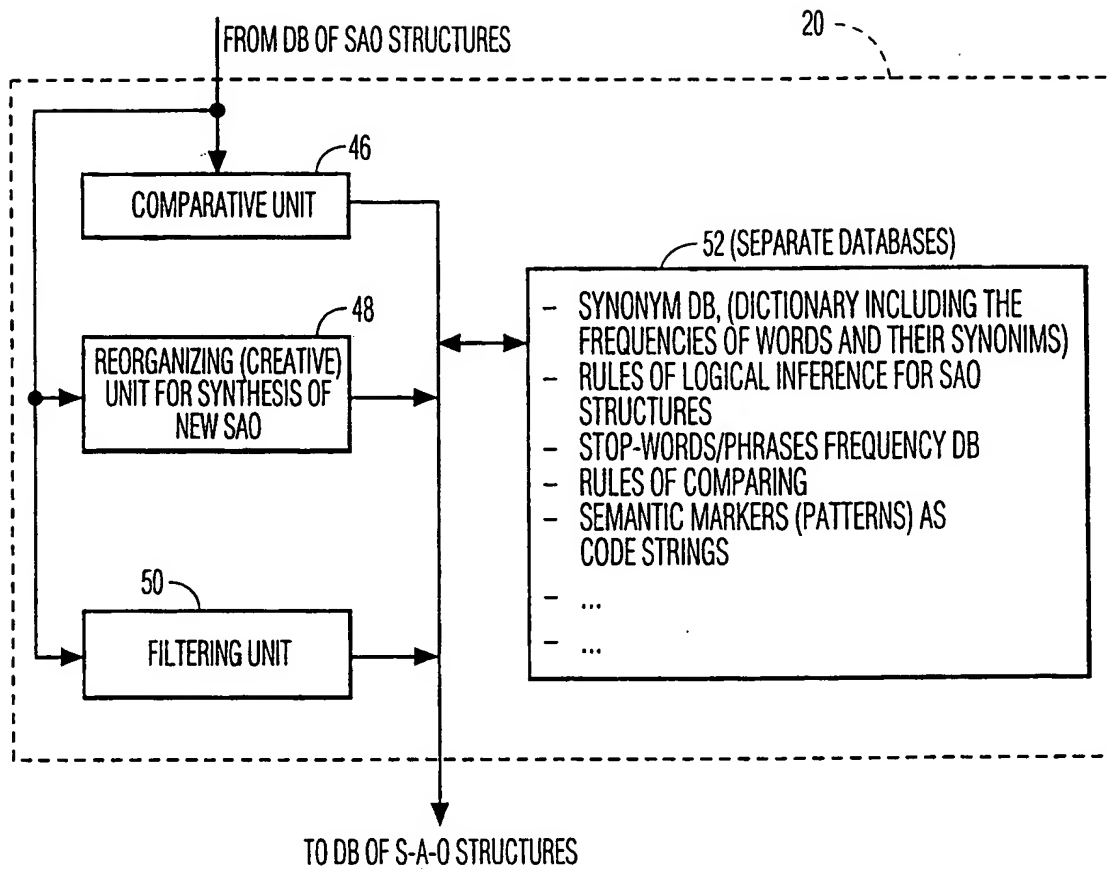 FROM DB OF SAO STRUCTURES
20
46
COMPARATIVE UNIT
48
REORGANIZING (CREATIVE)
UNIT FOR SYNTHESIS OF
NEW SAO
50
FILTERING UNIT
52 (SEPARATE DATABASES)
- SYNONYM DB, (DICTIONARY INCLUDING THE
FREQUENCIES OF WORDS AND THEIR SYNONIMS)
- RULES OF LOGICAL INFERENCE FOR SAO
STRUCTURES
- STOP-WORDS/PHRASES FREQUENCY DB
- RULES OF COMPARING
- SEMANTIC MARKERS (PATTERNS) AS
CODE STRINGS
- ...
- ...
TO DB OF S-A-O STRUCTURES